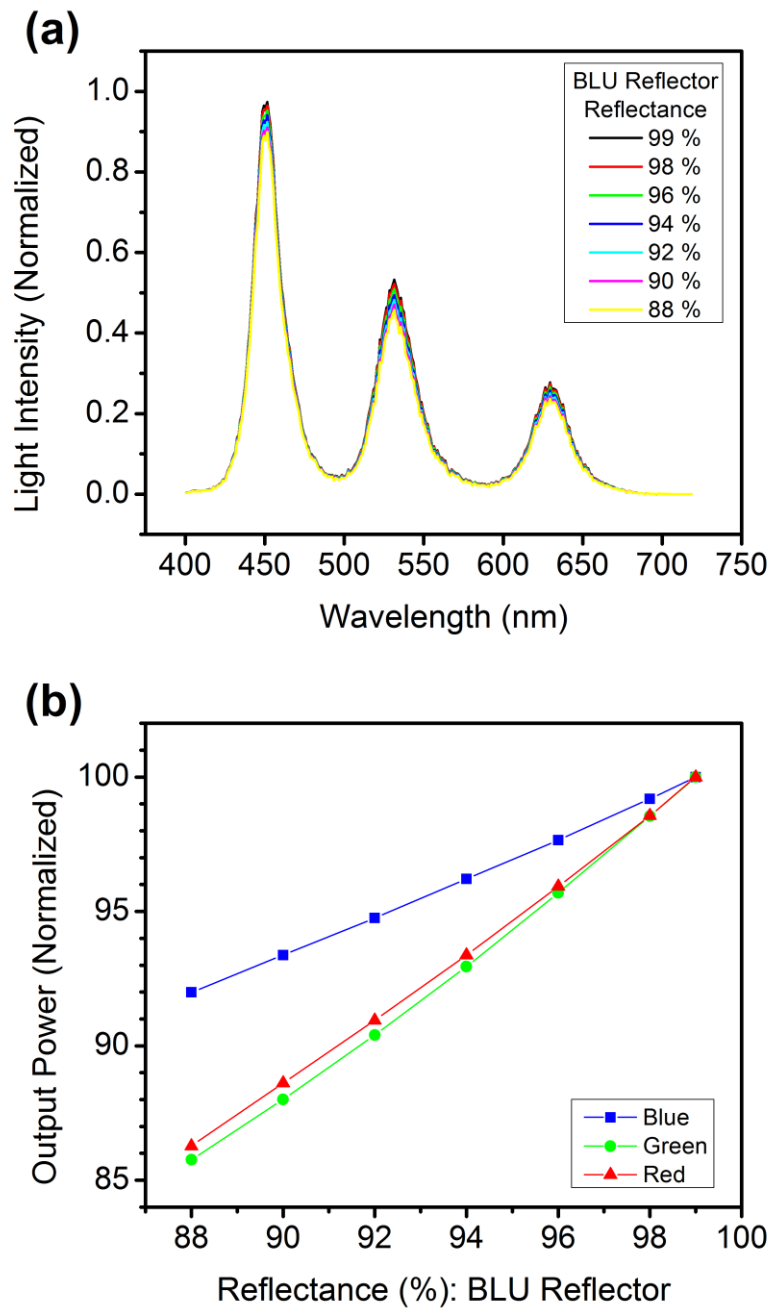 (a)
Light Intensity (Normalized)
1.0
0.8
0.6
0.4
0.2
0.0
BLU Reflector
Reflectance
99 %
98 %
96 %
94 %
92 %
90 %
88 %
400 450 500 550 600 650 700 750
Wavelength (nm)
(b)
Output Power (Normalized)
100
95
90
85
Blue
Green
Red
88 90 92 94 96 98 100
Reflectance (%): BLU Reflector